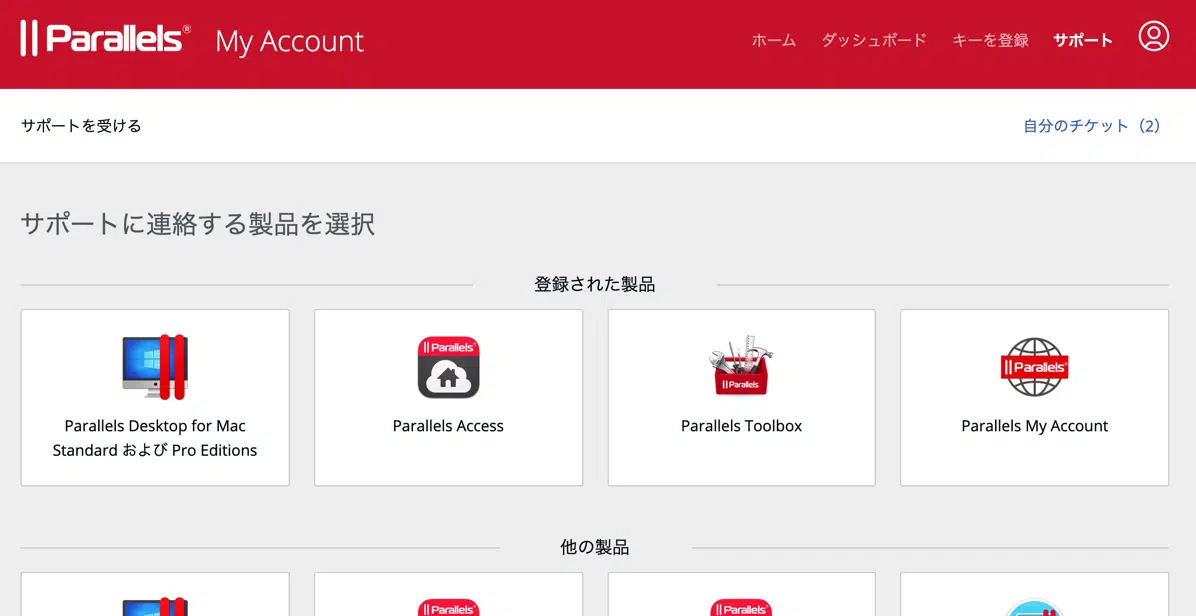 Parallels® My Account
ホーム ダッシュボード キーを登録 サポート
サポートを受ける
自分のチケット（2）
サポートに連絡する製品を選択
登録された製品
Parallels
Parallels
Parallels
Parallels Desktop for Mac
Standard および Pro Editions
Parallels Access
Parallels Toolbox
Parallels My Account
他の製品
Parallels
Parallels